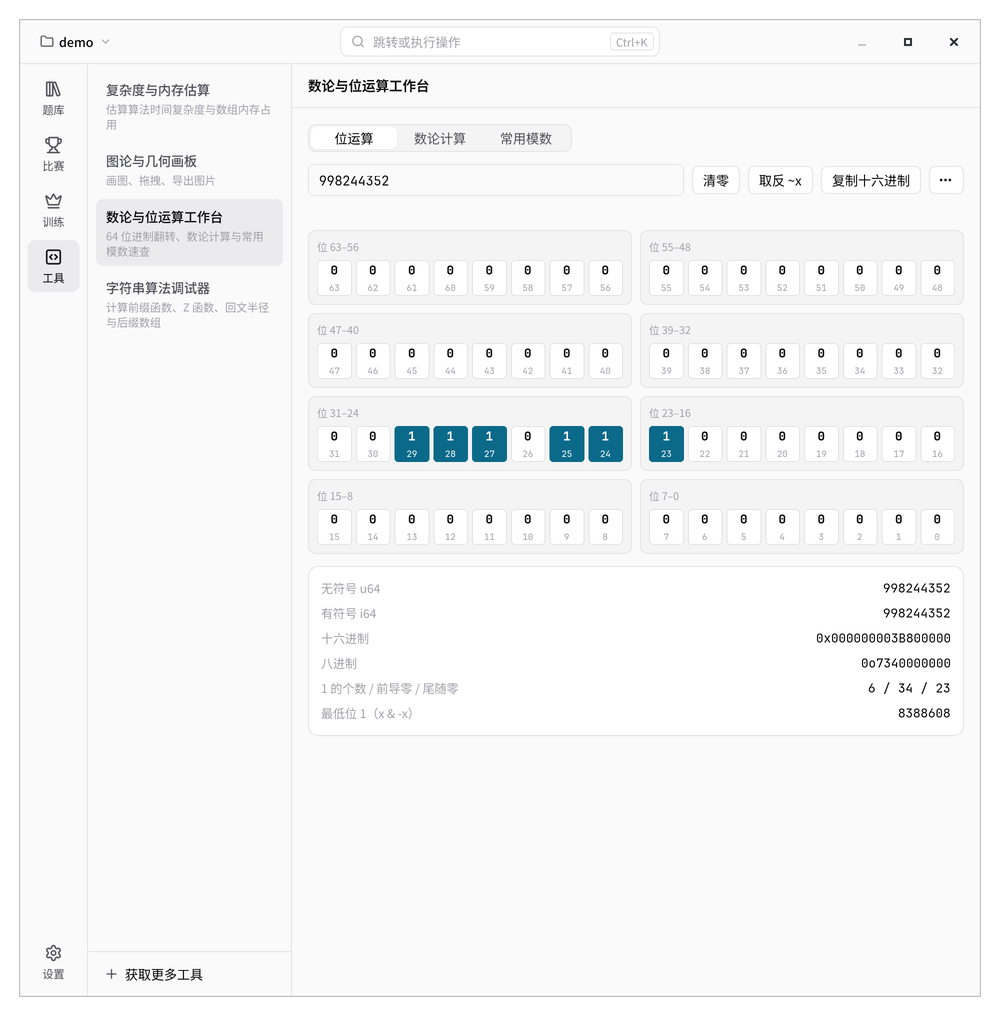 demo
跳转或执行操作
Ctrl+K
题库
比赛
训练
工具
设置
复杂度与内存估算
估算算法时间复杂度与数组内存占
用
图论与几何画板
画图、拖拽、导出图片
数论与位运算工作台
64 位进制翻转、数论计算与常用
模数速查
字符串算法调试器
计算前缀函数、Z 函数、回文半径
与后缀数组
获取更多工具
数论与位运算工作台
位运算 数论计算 常用模数
998244352 清零 取反 ~x 复制十六进制
位 63–56
0 0 0 0 0 0 0 0
63 62 61 60 59 58 57 56
位 55–48
0 0 0 0 0 0 0 0
55 54 53 52 51 50 49 48
位 47–40
0 0 0 0 0 0 0 0
47 46 45 44 43 42 41 40
位 39–32
0 0 0 0 0 0 0 0
39 38 37 36 35 34 33 32
位 31–24
0 0 1 1 1 0 1 1
31 30 29 28 27 26 25 24
位 23–16
1 0 0 0 0 0 0 0
23 22 21 20 19 18 17 16
位 15–8
0 0 0 0 0 0 0 0
15 14 13 12 11 10 9 8
位 7–0
0 0 0 0 0 0 0 0
7 6 5 4 3 2 1 0
无符号 u64 998244352
有符号 i64 998244352
十六进制 0x000000003B800000
八进制 0o7340000000
1 的个数 / 前导零 / 尾随零 6 / 34 / 23
最低位 1（x & -x） 8388608